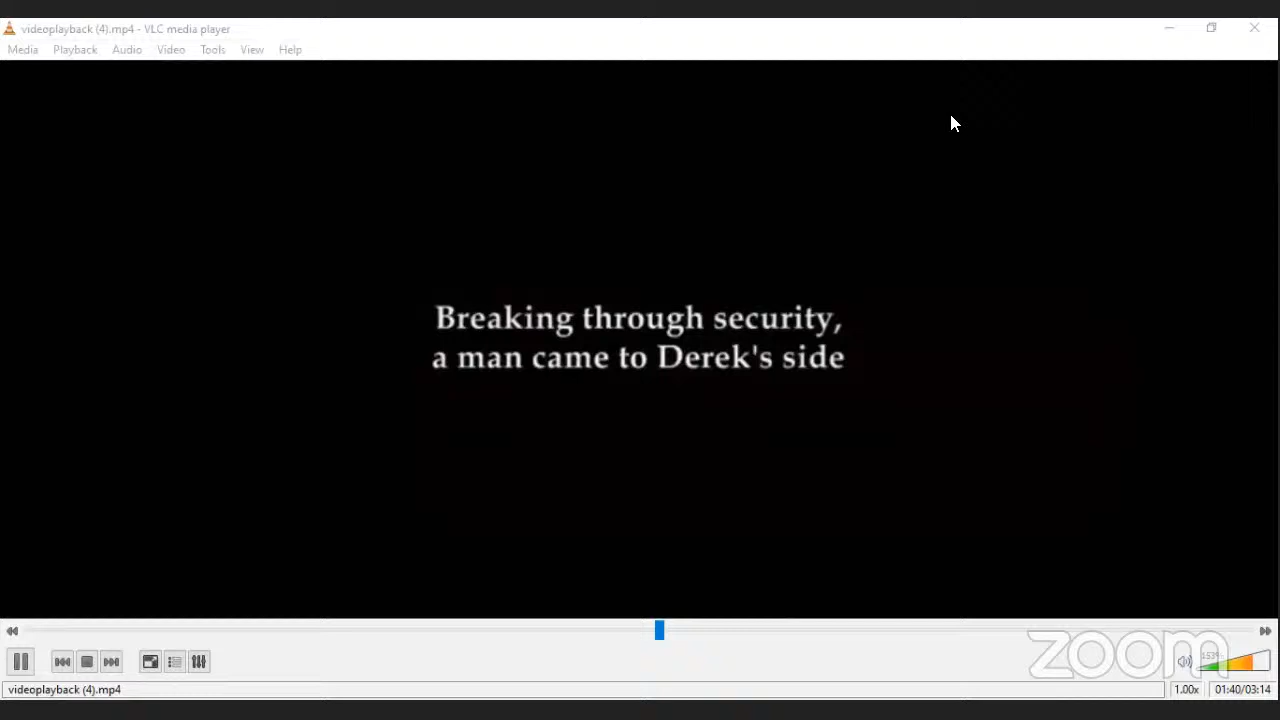 videoplayback (4).mp4 - VLC media player
Media Playback Audio Video Tools View Help
Breaking through security,
a man came to Derek's side
zoom
153%
videoplayback (4).mp4
1.00x
01:40/03:14